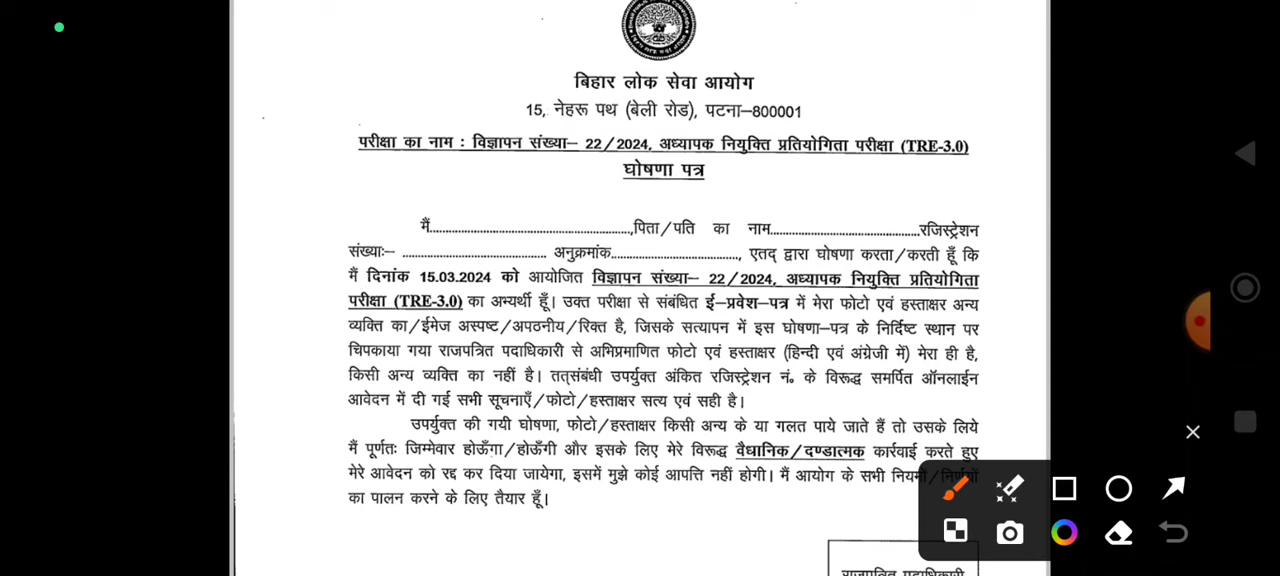 बिहार लोक सेवा आयोग
15, नेहरू पथ (बेली रोड), पटना–800001
परीक्षा का नाम : विज्ञापन संख्या– 22/2024, अध्यापक नियुक्ति प्रतियोगिता परीक्षा (TRE-3.0)
घोषणा पत्र
मैं......................................................,पिता/पति का नाम........................................रजिस्ट्रेशन
संख्याः– ...................................... अनुक्रमांक.................................., एतद् द्वारा घोषणा करता/करती हूँ कि
मैं दिनांक 15.03.2024 को आयोजित विज्ञापन संख्या– 22/2024, अध्यापक नियुक्ति प्रतियोगिता
परीक्षा (TRE-3.0) का अभ्यर्थी हूँ। उक्त परीक्षा से संबंधित ई–प्रवेश–पत्र में मेरा फोटो एवं हस्ताक्षर अन्य
व्यक्ति का/ईमेज अस्पष्ट/अपठनीय/रिक्त है, जिसके सत्यापन में इस घोषणा–पत्र के निर्दिष्ट स्थान पर
चिपकाया गया राजपत्रित पदाधिकारी से अभिप्रमाणित फोटो एवं हस्ताक्षर (हिन्दी एवं अंग्रेजी में) मेरा ही है,
किसी अन्य व्यक्ति का नहीं है। तत्संबंधी उपर्युक्त अंकित रजिस्ट्रेशन नं० के विरूद्ध समर्पित ऑनलाईन
आवेदन में दी गई सभी सूचनाएँ/फोटो/हस्ताक्षर सत्य एवं सही है।
उपर्युक्त की गयी घोषणा, फोटो/हस्ताक्षर किसी अन्य के या गलत पाये जाते हैं तो उसके लिये
मैं पूर्णतः जिम्मेवार होऊँगा/होऊँगी और इसके लिए मेरे विरूद्ध वैधानिक/दण्डात्मक कार्रवाई करते हुए
मेरे आवेदन को रद्द कर दिया जायेगा, इसमें मुझे कोई आपत्ति नहीं होगी। मैं आयोग के सभी नियमों/निर्णयों
का पालन करने के लिए तैयार हूँ।
राजपत्रित पदाधिकारी